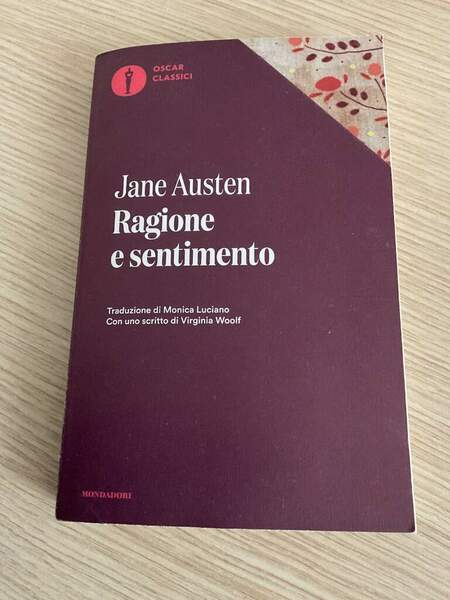 OSCAR
CLASSICI
Jane Austen
Ragione
e sentimento
Traduzione di Monica Luciano
Con uno scritto di Virginia Woolf
MONDADORI